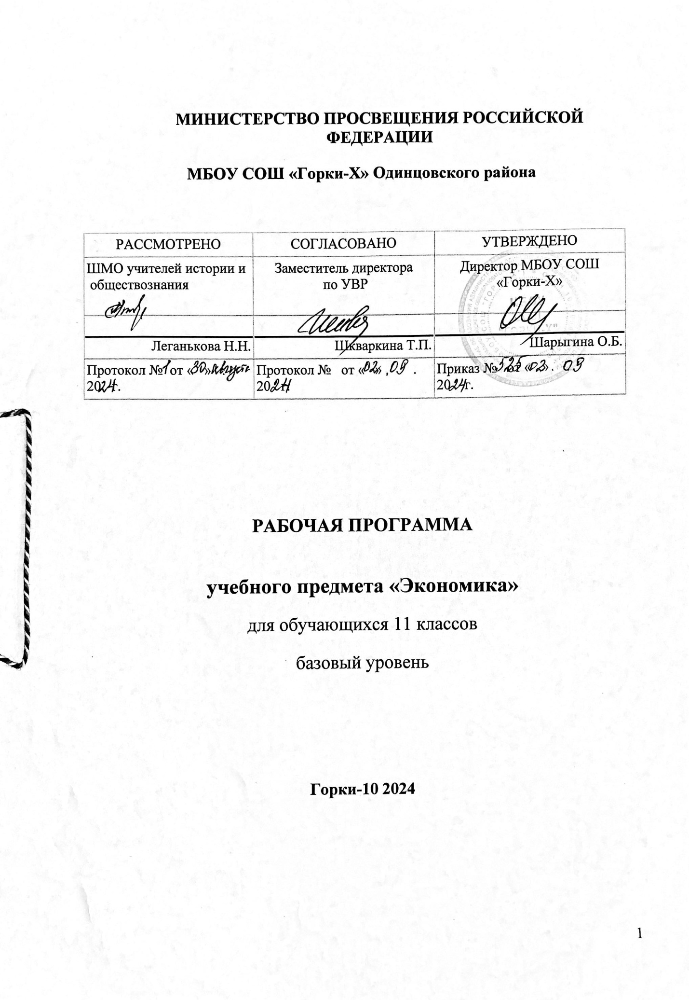 МИНИСТЕРСТВО ПРОСВЕЩЕНИЯ РОССИЙСКОЙ
ФЕДЕРАЦИИ
МБОУ СОШ «Горки-X» Одинцовского района
РАССМОТРЕНО
ШМО учителей истории и
обществознания
Леганькова Н.Н.
Протокол №1 от «30» августа
2024г.
СОГЛАСОВАНО
Заместитель директора
по УВР
Шкваркина Т.П.
Протокол № от «02» . 09 .
2024
УТВЕРЖДЕНО
Директор МБОУ СОШ
«Горки-X»
Шарыгина О.Б.
Приказ № 525 от «02» . 09
2024г.
РАБОЧАЯ ПРОГРАММА
учебного предмета «Экономика»
для обучающихся 11 классов
базовый уровень
Горки-10 2024
1